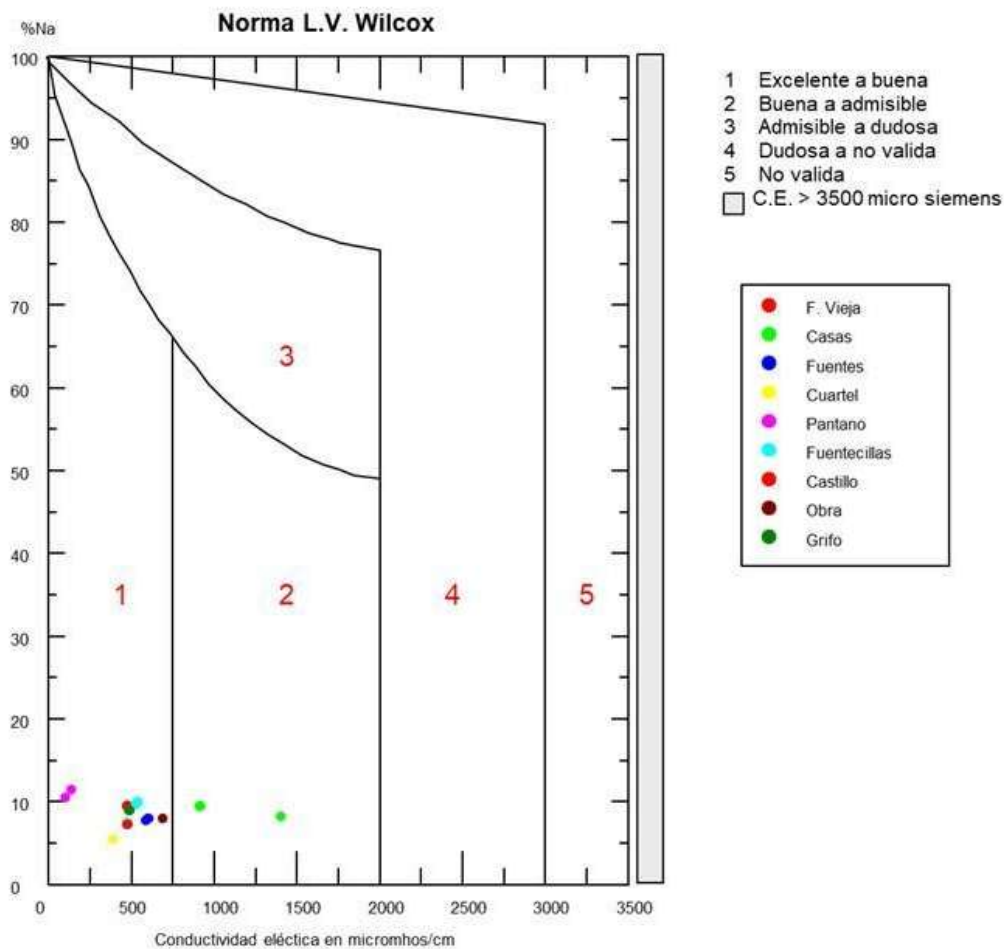 Norma L.V. Wilcox
%Na
100
90
80
70
60
50
40
30
20
10
0
0 500 1000 1500 2000 2500 3000 3500
Conductividad eléctrica en micromhos/cm
3
1
2
4
5
1 Excelente a buena
2 Buena a admisible
3 Admisible a dudosa
4 Dudosa a no valida
5 No valida
C.E. > 3500 micro siemens
F. Vieja
Casas
Fuentes
Cuartel
Pantano
Fuentecillas
Castillo
Obra
Grifo